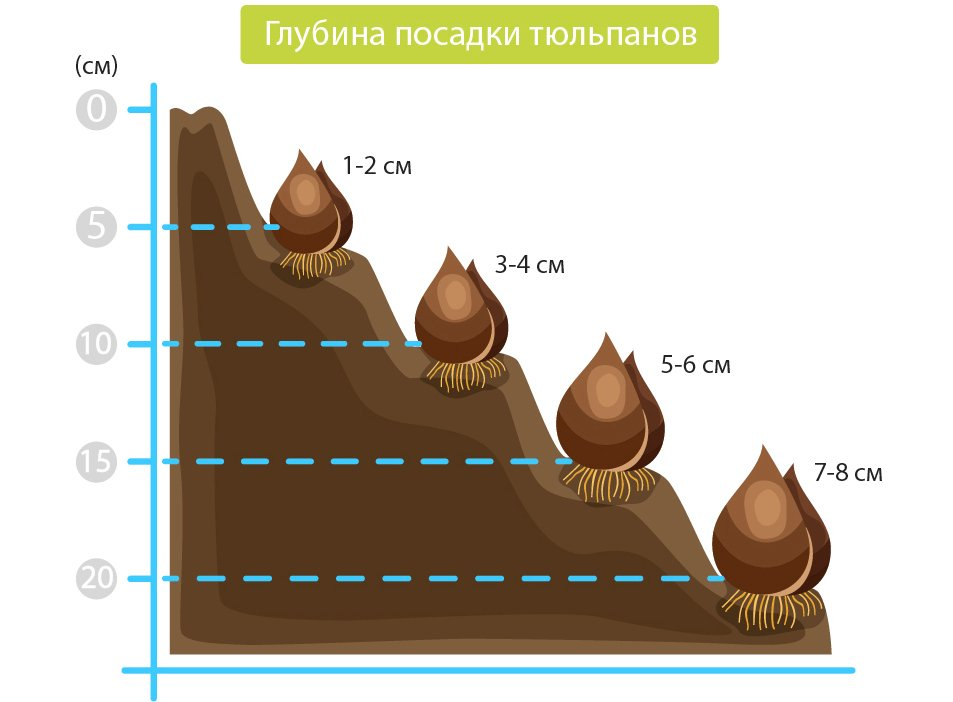 Глубина посадки тюльпанов
(см)
0
1-2 см
5
3-4 см
10
5-6 см
15
7-8 см
20